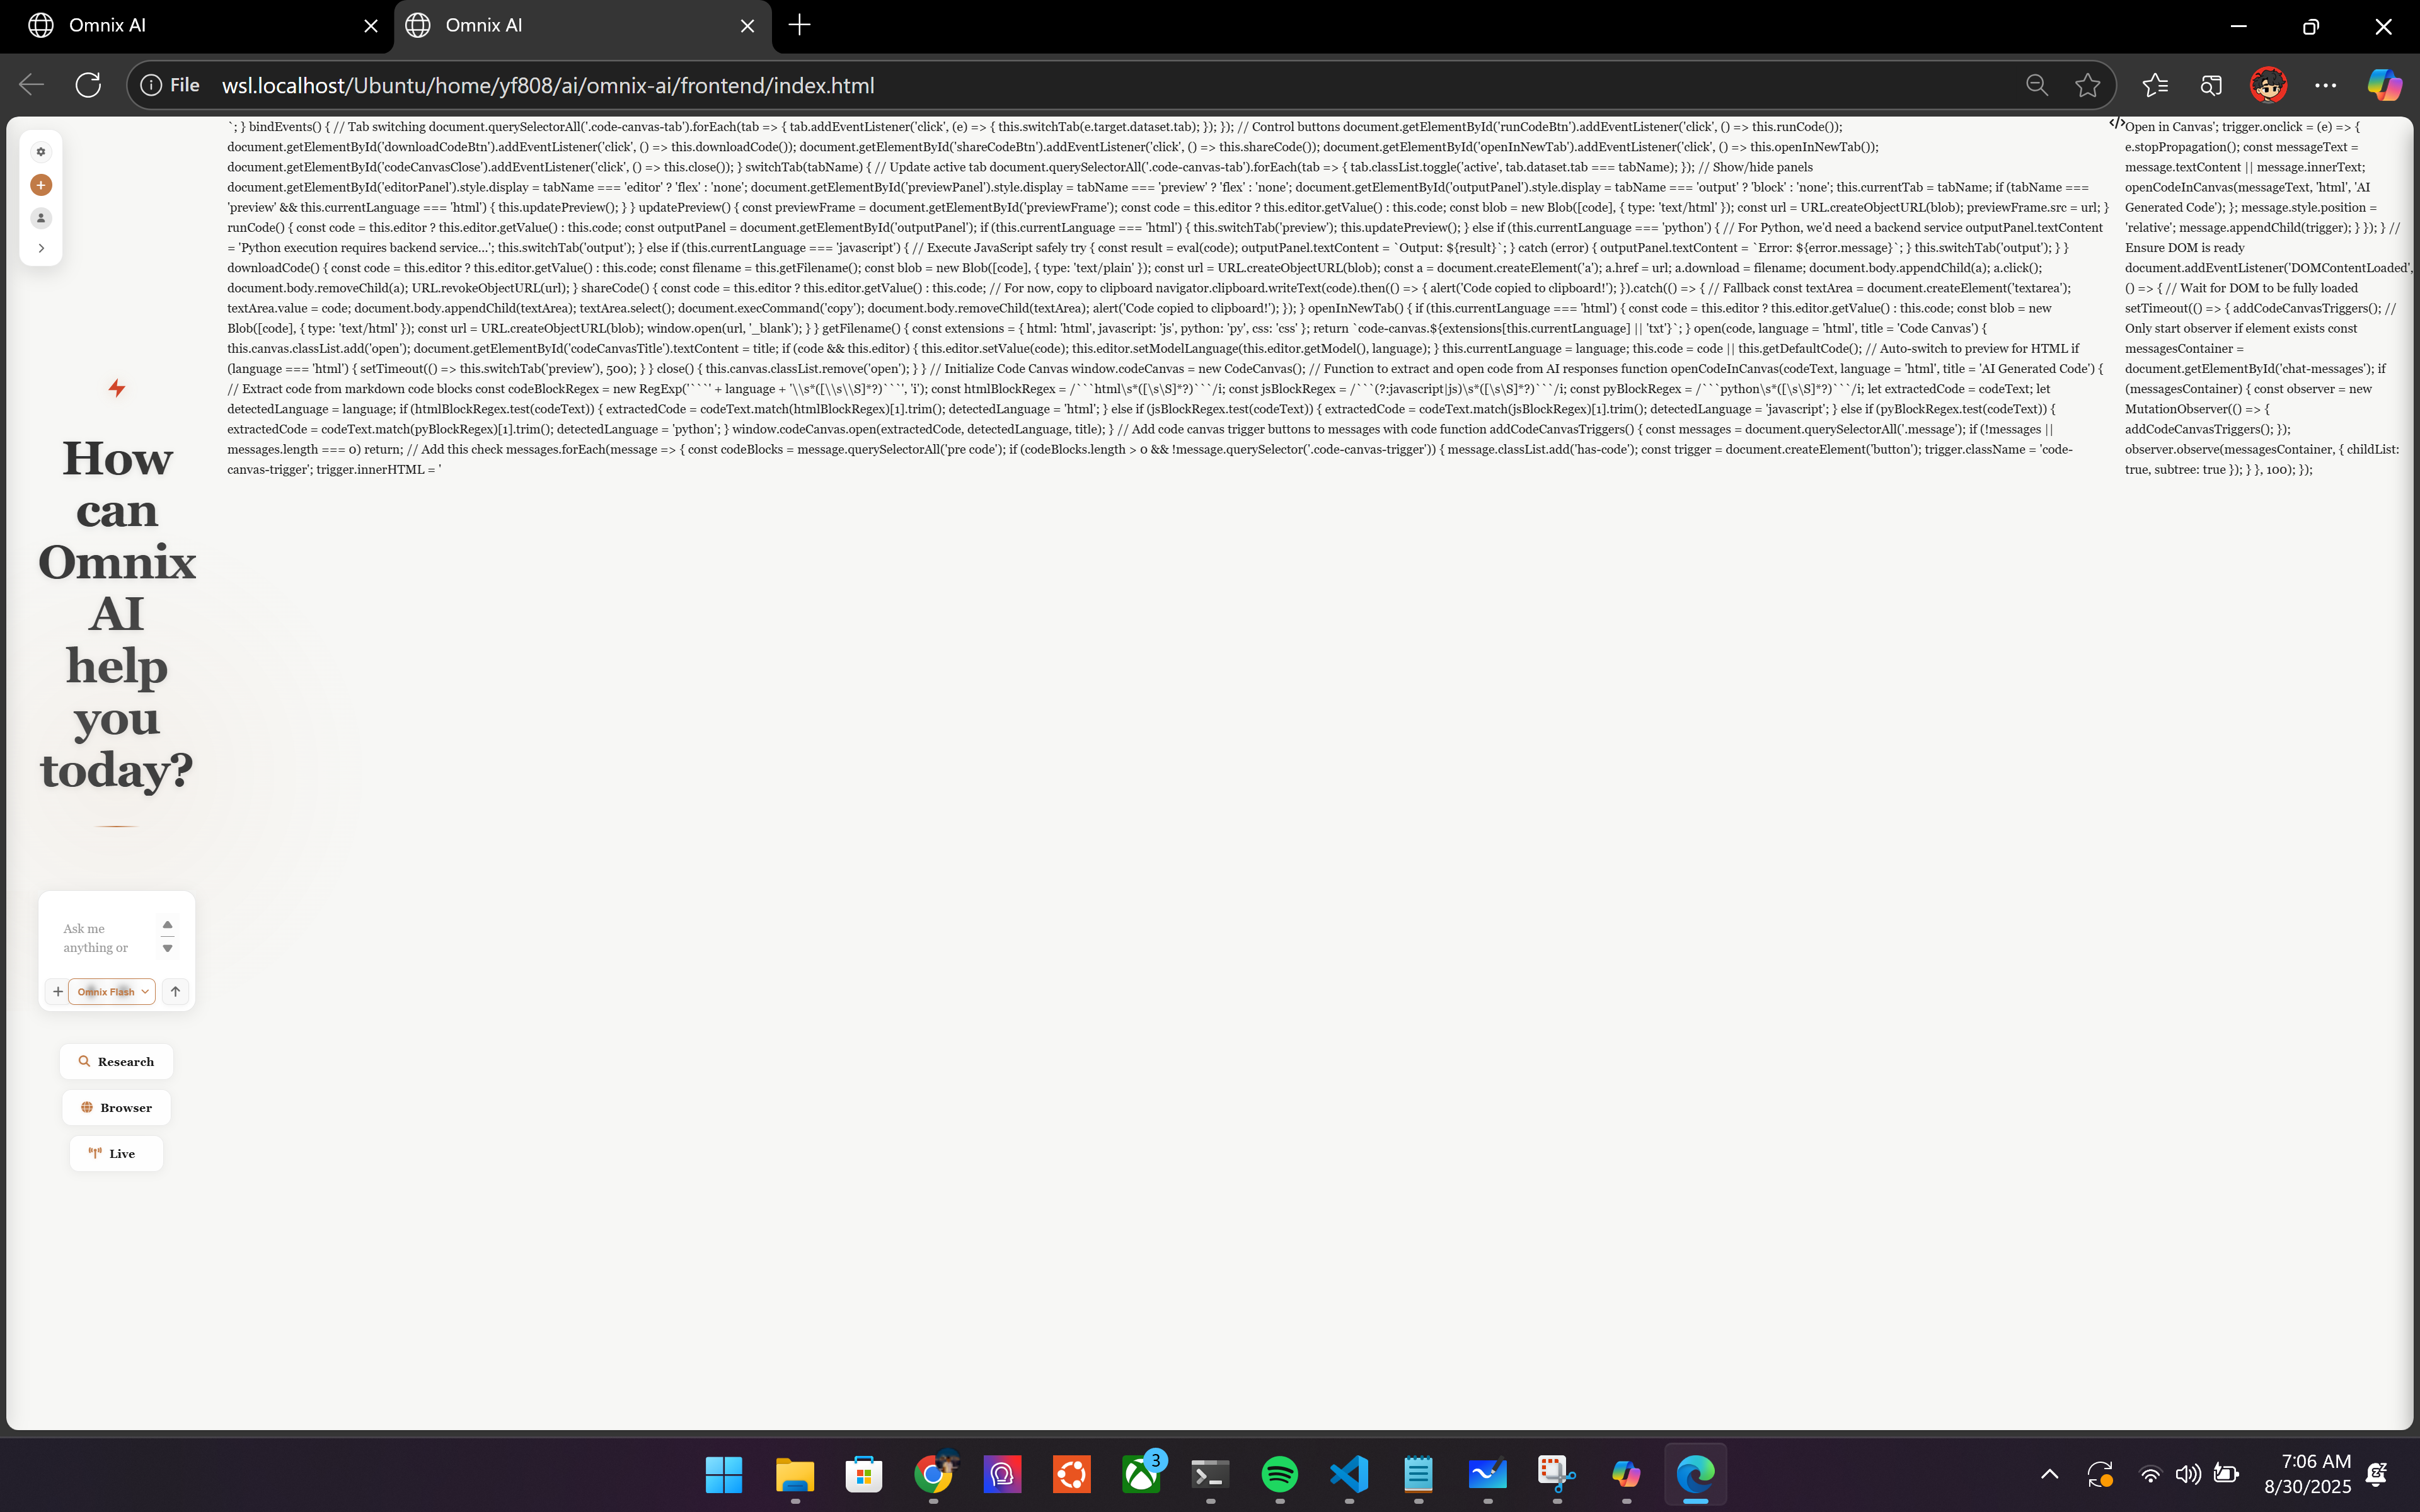 Omnix AI
Omnix AI
File
wsl.localhost/Ubuntu/home/yf808/ai/omnix-ai/frontend/index.html
`; } bindEvents() { // Tab switching document.querySelectorAll('.code-canvas-tab').forEach(tab => { tab.addEventListener('click', (e) => { this.switchTab(e.target.dataset.tab); }); }); // Control buttons document.getElementById('runCodeBtn').addEventListener('click', () => this.runCode());
document.getElementById('downloadCodeBtn').addEventListener('click', () => this.downloadCode()); document.getElementById('shareCodeBtn').addEventListener('click', () => this.shareCode()); document.getElementById('openInNewTab').addEventListener('click', () => this.openInNewTab());
document.getElementById('codeCanvasClose').addEventListener('click', () => this.close()); } switchTab(tabName) { // Update active tab document.querySelectorAll('.code-canvas-tab').forEach(tab => { tab.classList.toggle('active', tab.dataset.tab === tabName); }); // Show/hide panels
document.getElementById('editorPanel').style.display = tabName === 'editor' ? 'flex' : 'none'; document.getElementById('previewPanel').style.display = tabName === 'preview' ? 'flex' : 'none'; document.getElementById('outputPanel').style.display = tabName === 'output' ? 'block' : 'none'; this.currentTab = tabName; if (tabName ===
'preview' && this.currentLanguage === 'html') { this.updatePreview(); } } updatePreview() { const previewFrame = document.getElementById('previewFrame'); const code = this.editor ? this.editor.getValue() : this.code; const blob = new Blob([code], { type: 'text/html' }); const url = URL.createObjectURL(blob); previewFrame.src = url; }
runCode() { const code = this.editor ? this.editor.getValue() : this.code; const outputPanel = document.getElementById('outputPanel'); if (this.currentLanguage === 'html') { this.switchTab('preview'); this.updatePreview(); } else if (this.currentLanguage === 'python') { // For Python, we'd need a backend service outputPanel.textContent
= 'Python execution requires backend service...'; this.switchTab('output'); } else if (this.currentLanguage === 'javascript') { // Execute JavaScript safely try { const result = eval(code); outputPanel.textContent = `Output: ${result}`; } catch (error) { outputPanel.textContent = `Error: ${error.message}`; } this.switchTab('output'); } }
downloadCode() { const code = this.editor ? this.editor.getValue() : this.code; const filename = this.getFilename(); const blob = new Blob([code], { type: 'text/plain' }); const url = URL.createObjectURL(blob); const a = document.createElement('a'); a.href = url; a.download = filename; document.body.appendChild(a); a.click();
document.body.removeChild(a); URL.revokeObjectURL(url); } shareCode() { const code = this.editor ? this.editor.getValue() : this.code; // For now, copy to clipboard navigator.clipboard.writeText(code).then(() => { alert('Code copied to clipboard!'); }).catch(() => { // Fallback const textArea = document.createElement('textarea');
textArea.value = code; document.body.appendChild(textArea); textArea.select(); document.execCommand('copy'); document.body.removeChild(textArea); alert('Code copied to clipboard!'); }); } openInNewTab() { if (this.currentLanguage === 'html') { const code = this.editor ? this.editor.getValue() : this.code; const blob = new
Blob([code], { type: 'text/html' }); const url = URL.createObjectURL(blob); window.open(url, '_blank'); } } getFilename() { const extensions = { html: 'html', javascript: 'js', python: 'py', css: 'css' }; return `code-canvas.${extensions[this.currentLanguage] || 'txt'}`; } open(code, language = 'html', title = 'Code Canvas') {
this.canvas.classList.add('open'); document.getElementById('codeCanvasTitle').textContent = title; if (code && this.editor) { this.editor.setValue(code); this.editor.setModelLanguage(this.editor.getModel(), language); } this.currentLanguage = language; this.code = code || this.getDefaultCode(); // Auto-switch to preview for HTML if
(language === 'html') { setTimeout(() => this.switchTab('preview'), 500); } } close() { this.canvas.classList.remove('open'); } } // Initialize Code Canvas window.codeCanvas = new CodeCanvas(); // Function to extract and open code from AI responses function openCodeInCanvas(codeText, language = 'html', title = 'AI Generated Code') {
// Extract code from markdown code blocks const codeBlockRegex = new RegExp('```' + language + '\\s*([\\s\\S]*?)```', 'i'); const htmlBlockRegex = /```html\s*([\s\S]*?)```/i; const jsBlockRegex = /```(?:javascript|js)\s*([\s\S]*?)```/i; const pyBlockRegex = /```python\s*([\s\S]*?)```/i; let extractedCode = codeText; let
detectedLanguage = language; if (htmlBlockRegex.test(codeText)) { extractedCode = codeText.match(htmlBlockRegex)[1].trim(); detectedLanguage = 'html'; } else if (jsBlockRegex.test(codeText)) { extractedCode = codeText.match(jsBlockRegex)[1].trim(); detectedLanguage = 'javascript'; } else if (pyBlockRegex.test(codeText)) {
extractedCode = codeText.match(pyBlockRegex)[1].trim(); detectedLanguage = 'python'; } window.codeCanvas.open(extractedCode, detectedLanguage, title); } // Add code canvas trigger buttons to messages with code function addCodeCanvasTriggers() { const messages = document.querySelectorAll('.message'); if (!messages ||
messages.length === 0) return; // Add this check messages.forEach(message => { const codeBlocks = message.querySelectorAll('pre code'); if (codeBlocks.length > 0 && !message.querySelector('.code-canvas-trigger')) { message.classList.add('has-code'); const trigger = document.createElement('button'); trigger.className = 'code-
canvas-trigger'; trigger.innerHTML = '
Open in Canvas'; trigger.onclick = (e) => {
e.stopPropagation(); const messageText =
message.textContent || message.innerText;
openCodeInCanvas(messageText, 'html', 'AI
Generated Code'); }; message.style.position =
'relative'; message.appendChild(trigger); } }); } //
Ensure DOM is ready
document.addEventListener('DOMContentLoaded',
() => { // Wait for DOM to be fully loaded
setTimeout(() => { addCodeCanvasTriggers(); //
Only start observer if element exists const
messagesContainer =
document.getElementById('chat-messages'); if
(messagesContainer) { const observer = new
MutationObserver(() => {
addCodeCanvasTriggers(); });
observer.observe(messagesContainer, { childList:
true, subtree: true }); } }, 100); });
How
can
Omnix
AI
help
you
today?
Ask me
anything or
Omnix Flash
Research
Browser
Live
3
7:06 AM
8/30/2025